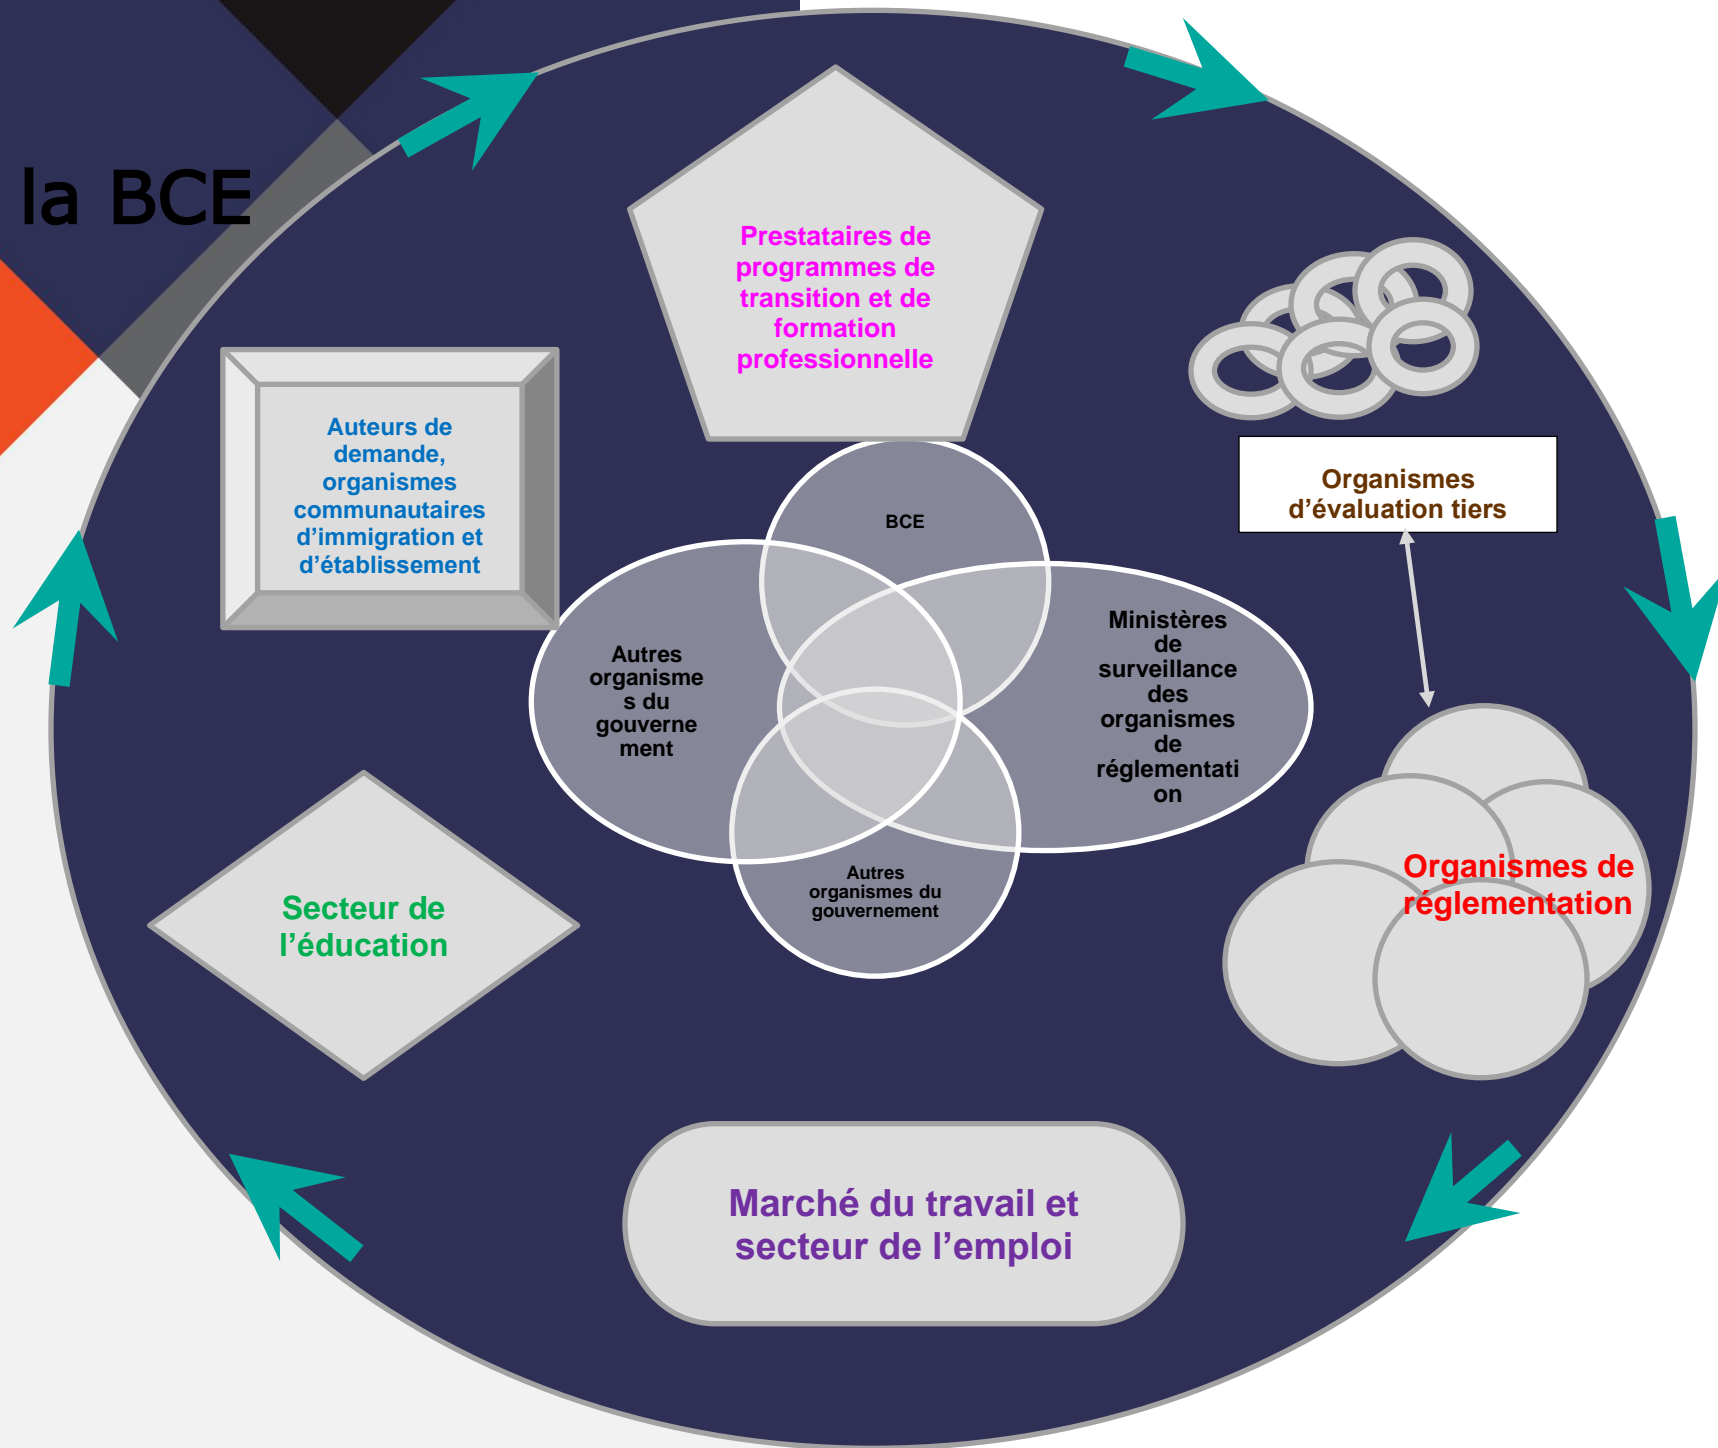 la BCE
Prestataires de
programmes de
transition et de
formation
professionnelle
Auteurs de
demande,
organismes
communautaires
d’immigration et
d’établissement
Organismes
d’évaluation tiers
BCE
Autres
organisme
s du
gouverne
ment
Ministères
de
surveillance
des
organismes
de
réglementati
on
Autres
organismes du
gouvernement
Organismes de
réglementation
Secteur de
l’éducation
Marché du travail et
secteur de l’emploi